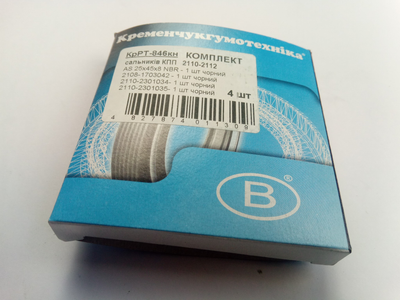 Кременчукгумотехніка®
КрРТ-846кн КОМПЛЕКТ
сальників КПП 2110-2112
AS 25x45x8 NBR - 1 шт чорний
2108-1703042 - 1 шт чорний
2110-2301034- 1 шт чорний
2110-2301035- 1 шт чорний
4 шт
4 827874 011309
B®